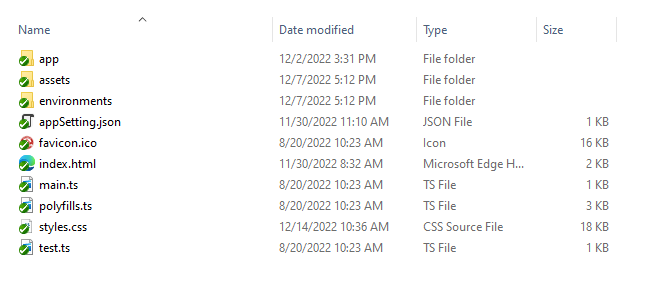 Name Date modified Type Size
app 12/2/2022 3:31 PM File folder
assets 12/7/2022 5:12 PM File folder
environments 12/7/2022 5:12 PM File folder
appSetting.json 11/30/2022 11:10 AM JSON File 1 KB
favicon.ico 8/20/2022 10:23 AM Icon 16 KB
index.html 11/30/2022 8:32 AM Microsoft Edge H... 2 KB
main.ts 8/20/2022 10:23 AM TS File 1 KB
polyfills.ts 8/20/2022 10:23 AM TS File 3 KB
styles.css 12/14/2022 10:36 AM CSS Source File 18 KB
test.ts 8/20/2022 10:23 AM TS File 1 KB